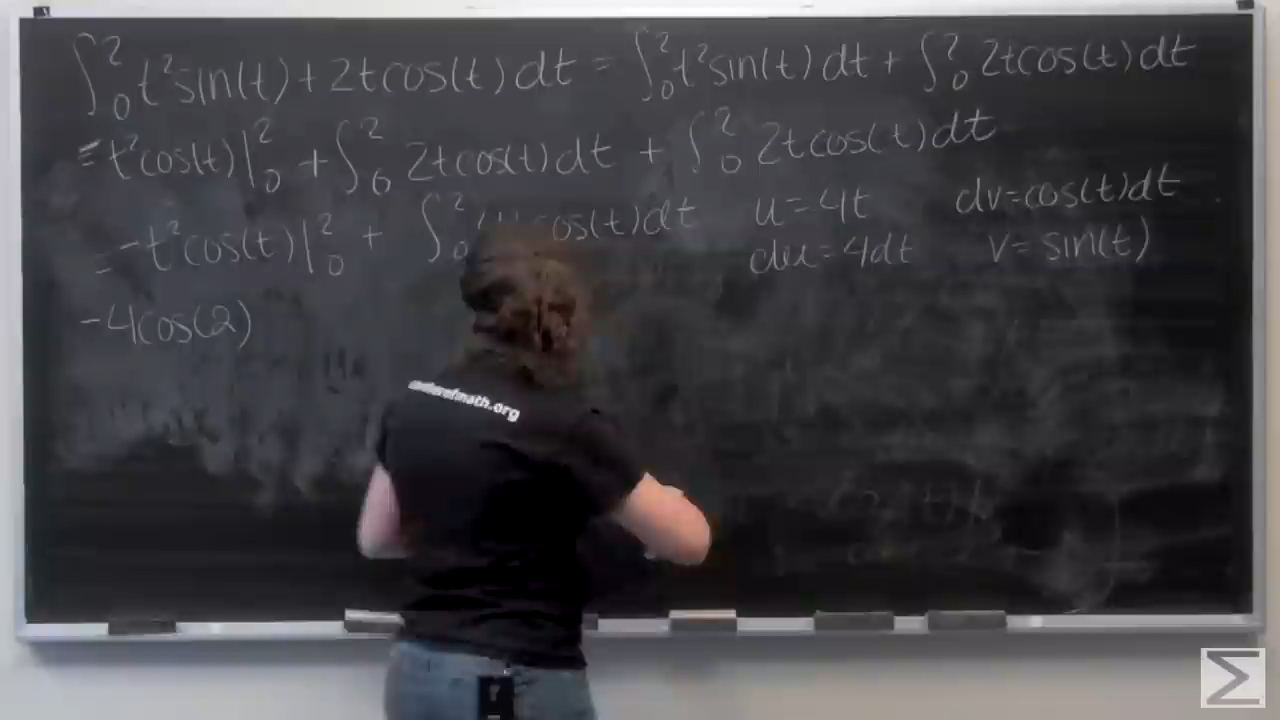 ∫₀² t²sin(t)+2tcos(t)dt = ∫₀² t²sin(t)dt + ∫₀² 2tcos(t)dt
=-t²cos(t)|₀² + ∫₀² 2tcos(t)dt + ∫₀² 2tcos(t)dt
= -t²cos(t)|₀² + ∫₀² cos(t)dt u=4t dv=cos(t)dt
du=4dt v=sin(t)
-4cos(2)
math.org
Σ